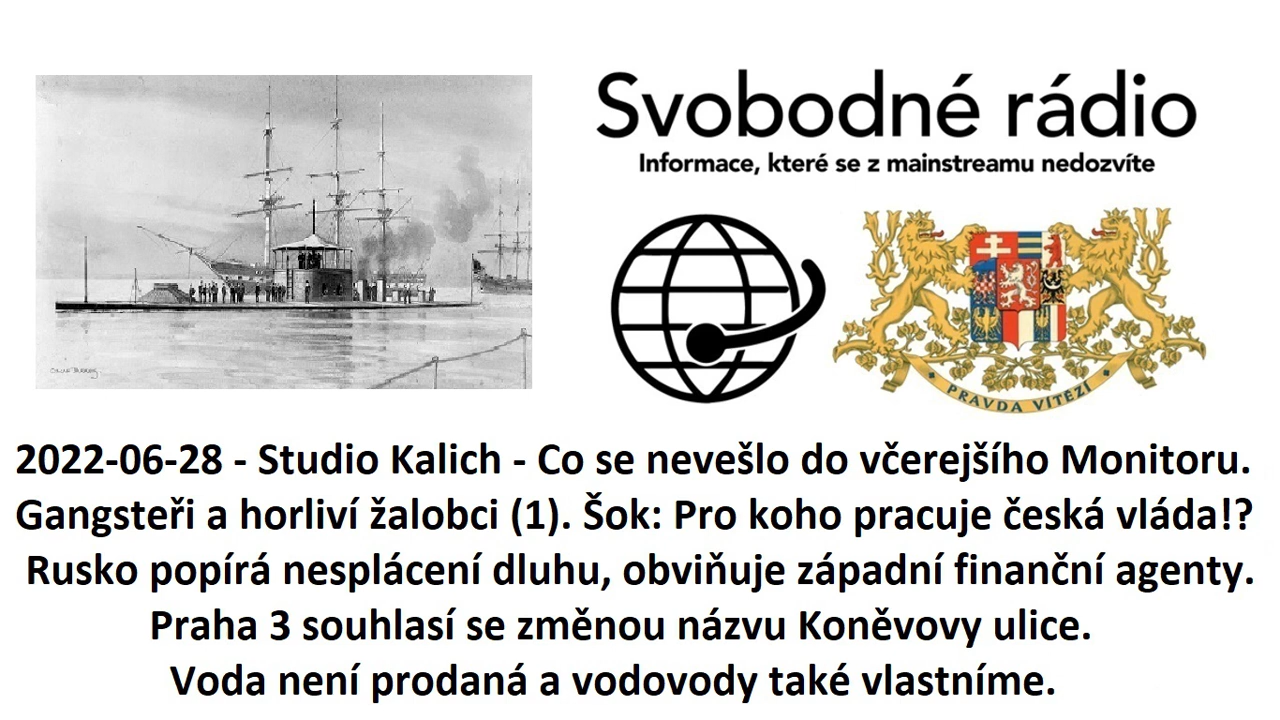 Svobodné rádio
Informace, které se z mainstreamu nedozvíte
PRAVDA VÍTĚZÍ
2022-06-28 - Studio Kalich - Co se nevešlo do včerejšího Monitoru.
Gangsteři a horliví žalobci (1). Šok: Pro koho pracuje česká vláda!?
Rusko popírá nesplácení dluhu, obviňuje západní finanční agenty.
Praha 3 souhlasí se změnou názvu Koněvovy ulice.
Voda není prodaná a vodovody také vlastníme.